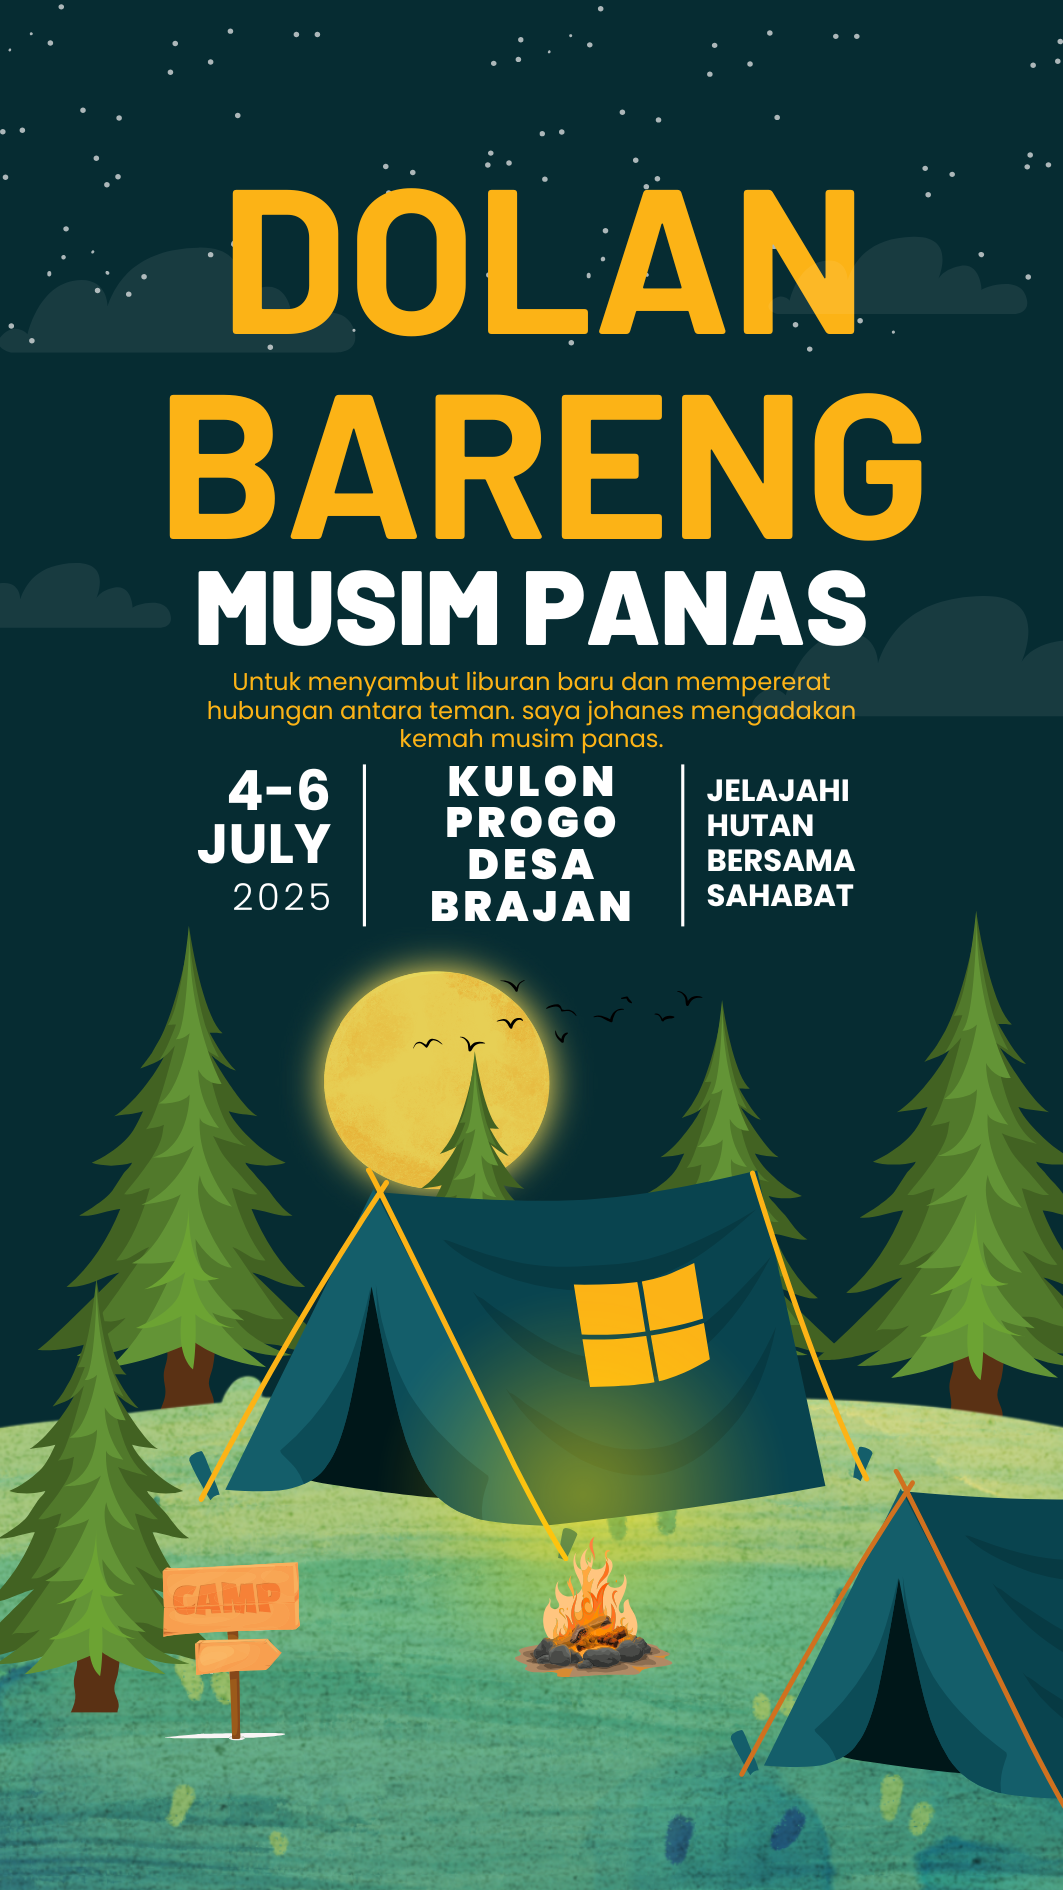 DOLAN
BARENG
MUSIM PANAS
Untuk menyambut liburan baru dan mempererat
hubungan antara teman. saya johanes mengadakan
kemah musim panas.
4-6
JULY
2025
KULON
PROGO
DESA
BRAJAN
JELAJAHI
HUTAN
BERSAMA
SAHABAT
CAMP